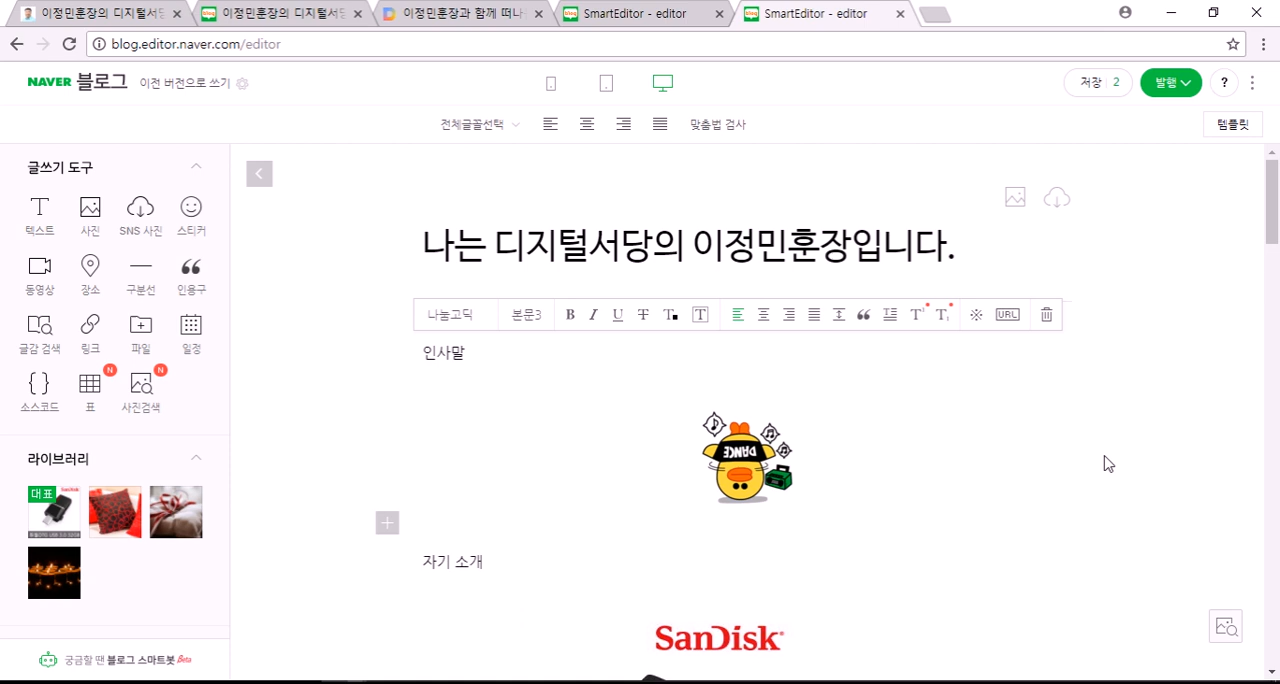 이정민훈장의 디지털서당
이정민훈장의 디지털서당
이정민훈장과 함께 떠나
SmartEditor - editor
SmartEditor - editor
blog.editor.naver.com/editor
NAVER 블로그 이전 버전으로 쓰기
저장 2
발행
?
전체글꼴선택
맞춤법 검사
템플릿
글쓰기 도구
텍스트 사진 SNS 사진 스티커
동영상 장소 구분선 인용구
글감 검색 링크 파일 일정
N N
소스코드 표 사진검색
라이브러리
대표
SanDisk
궁금할 땐 블로그 스마트봇 Beta
나는 디지털서당의 이정민훈장입니다.
나눔고딕 본문3 B I U T T T T T URL
인사말
DANCE
자기 소개
SanDisk